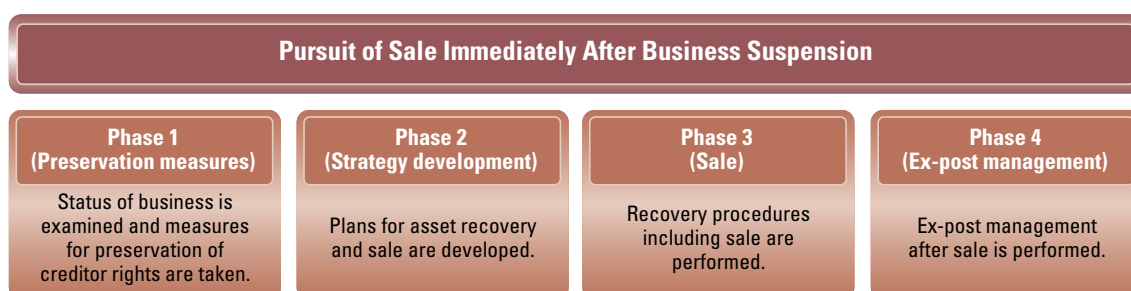 Pursuit of Sale Immediately After Business Suspension
Phase 1
(Preservation measures)
Status of business is
examined and measures
for preservation of
creditor rights are taken.
Phase 2
(Strategy development)
Plans for asset recovery
and sale are developed.
Phase 3
(Sale)
Recovery procedures
including sale are
performed.
Phase 4
(Ex-post management)
Ex-post management
after sale is performed.